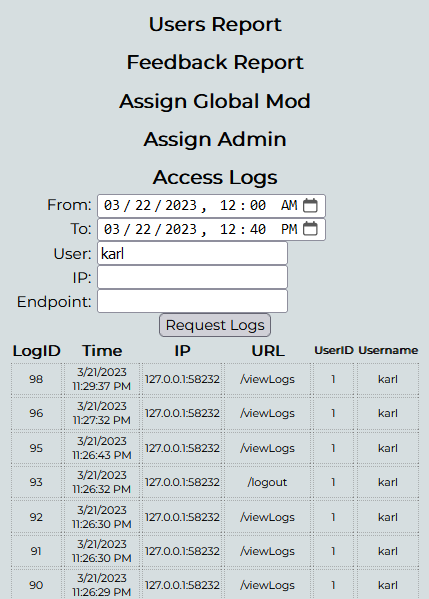 Users Report
Feedback Report
Assign Global Mod
Assign Admin
Access Logs
From: 03/22/2023, 12:00 AM
To: 03/22/2023, 12:40 PM
User: karl
IP:
Endpoint:
Request Logs
LogID Time IP URL UserID Username
98 3/21/2023 11:29:37 PM 127.0.0.1:58232 /viewLogs 1 karl
96 3/21/2023 11:27:32 PM 127.0.0.1:58232 /viewLogs 1 karl
95 3/21/2023 11:26:43 PM 127.0.0.1:58232 /viewLogs 1 karl
93 3/21/2023 11:26:32 PM 127.0.0.1:58232 /logout 1 karl
92 3/21/2023 11:26:30 PM 127.0.0.1:58232 /viewLogs 1 karl
91 3/21/2023 11:26:30 PM 127.0.0.1:58232 /viewLogs 1 karl
90 3/21/2023 11:26:29 PM 127.0.0.1:58232 /viewLogs 1 karl